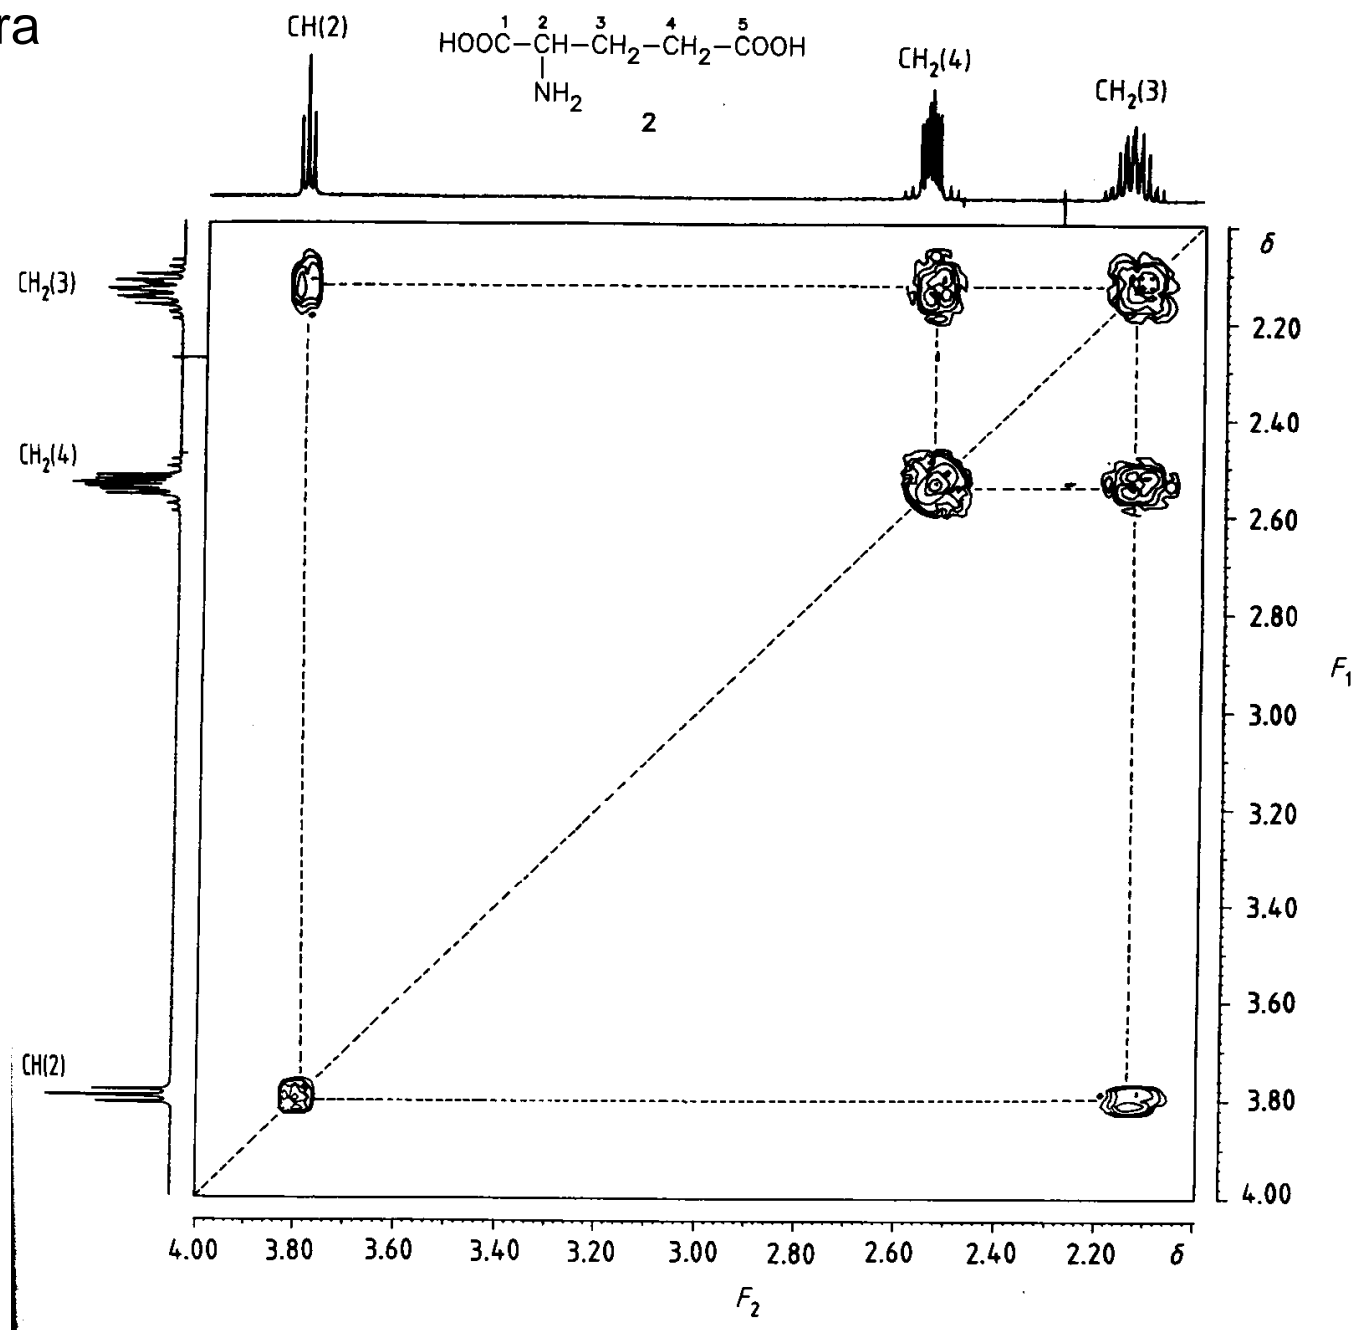 ra
CH(2)
1 2 3 4 5
HOOC-CH-CH₂-CH₂-COOH
NH₂
2
CH₂(4)
CH₂(3)
CH₂(3)
CH₂(4)
CH(2)
δ
2.20
2.40
2.60
2.80
F₁
3.00
3.20
3.40
3.60
3.80
4.00
4.00 3.80 3.60 3.40 3.20 3.00 2.80 2.60 2.40 2.20 δ
F₂